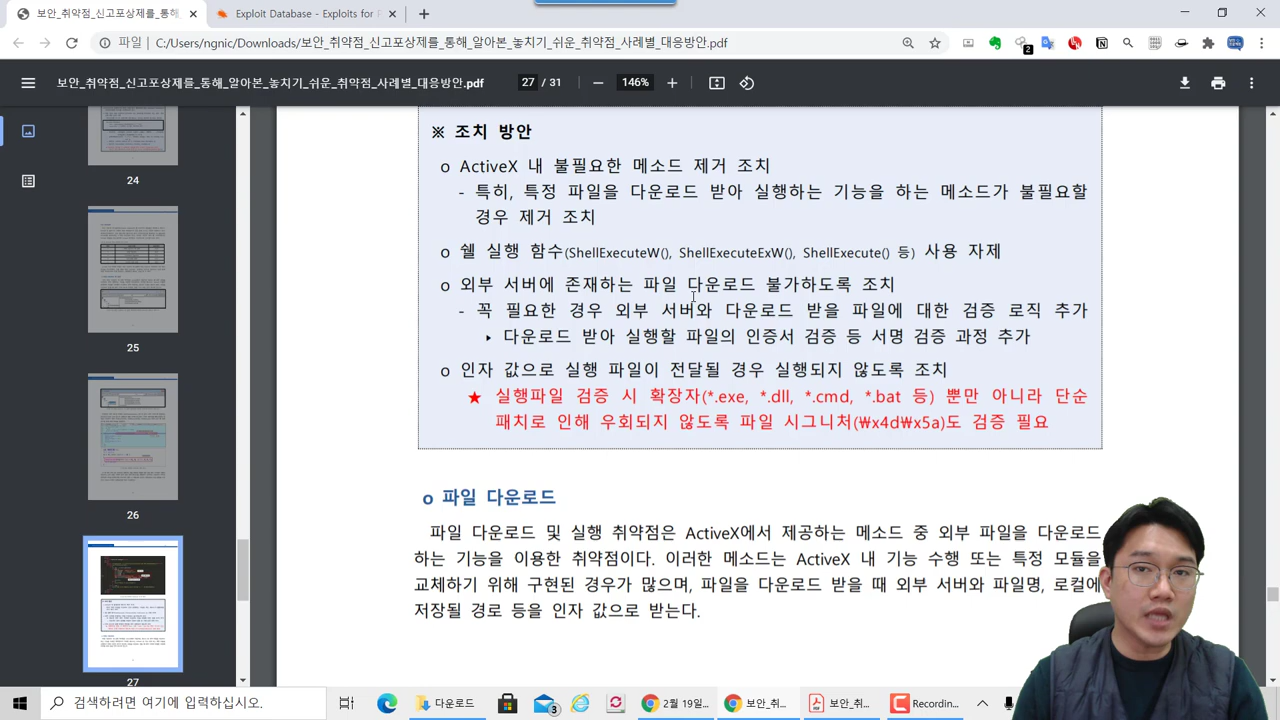 보안_취약점_신고포상제를_통해_
Exploit Database - Exploits for P
파일
C:/Users/ngnic/Downloads/보안_취약점_신고포상제를_통해_알아본_놓치기_쉬운_취약점_사례별_대응방안.pdf
2
보안_취약점_신고포상제를_통해_알아본_놓치기_쉬운_취약점_사례별_대응방안.pdf
27 / 31
146%
24
25
26
27
※ 조치 방안
o ActiveX 내 불필요한 메소드 제거 조치
- 특히, 특정 파일을 다운로드 받아 실행하는 기능을 하는 메소드가 불필요할
경우 제거 조치
o 쉘 실행 함수(ShellExecuteW(), ShellExecuteExW(), ShellExecute() 등) 사용 자제
o 외부 서버에 존재하는 파일 다운로드 불가하도록 조치
- 꼭 필요한 경우 외부 서버와 다운로드 받을 파일에 대한 검증 로직 추가
▸ 다운로드 받아 실행할 파일의 인증서 검증 등 서명 검증 과정 추가
o 인자 값으로 실행 파일이 전달될 경우 실행되지 않도록 조치
★ 실행파일 검증 시 확장자(*.exe, *.dll, *.cmd, *.bat 등) 뿐만 아니라 단순
패치로 인해 우회되지 않도록 파일 시그니처(₩x4d₩x5a)도 검증 필요
o 파일 다운로드
파일 다운로드 및 실행 취약점은 ActiveX에서 제공하는 메소드 중 외부 파일을 다운로드
하는 기능을 이용한 취약점이다. 이러한 메소드는 ActiveX 내 기능 수행 또는 특정 모듈을
교체하기 위해 구현된 경우가 많으며, 파일을 다운로드 받을 때 외부 서버와 파일명, 로컬에
저장될 경로 등을 인자 값으로 받는다.
검색하려면 여기에 입력하십시오.
다운로드
3
2월 19일...
보안_취...
보안_취...
Recordin...